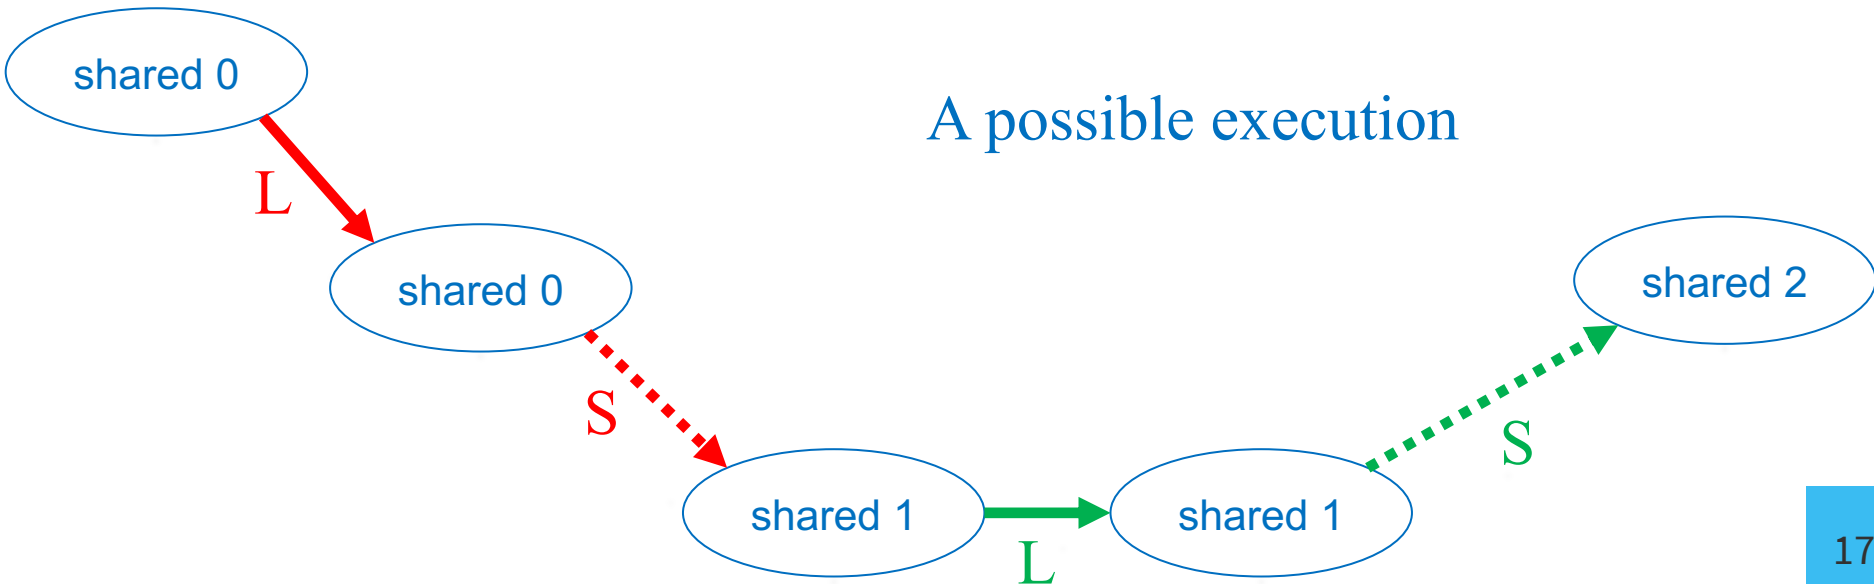 shared 0
A possible execution
L
shared 0
shared 2
S
S
shared 1
shared 1
L
17